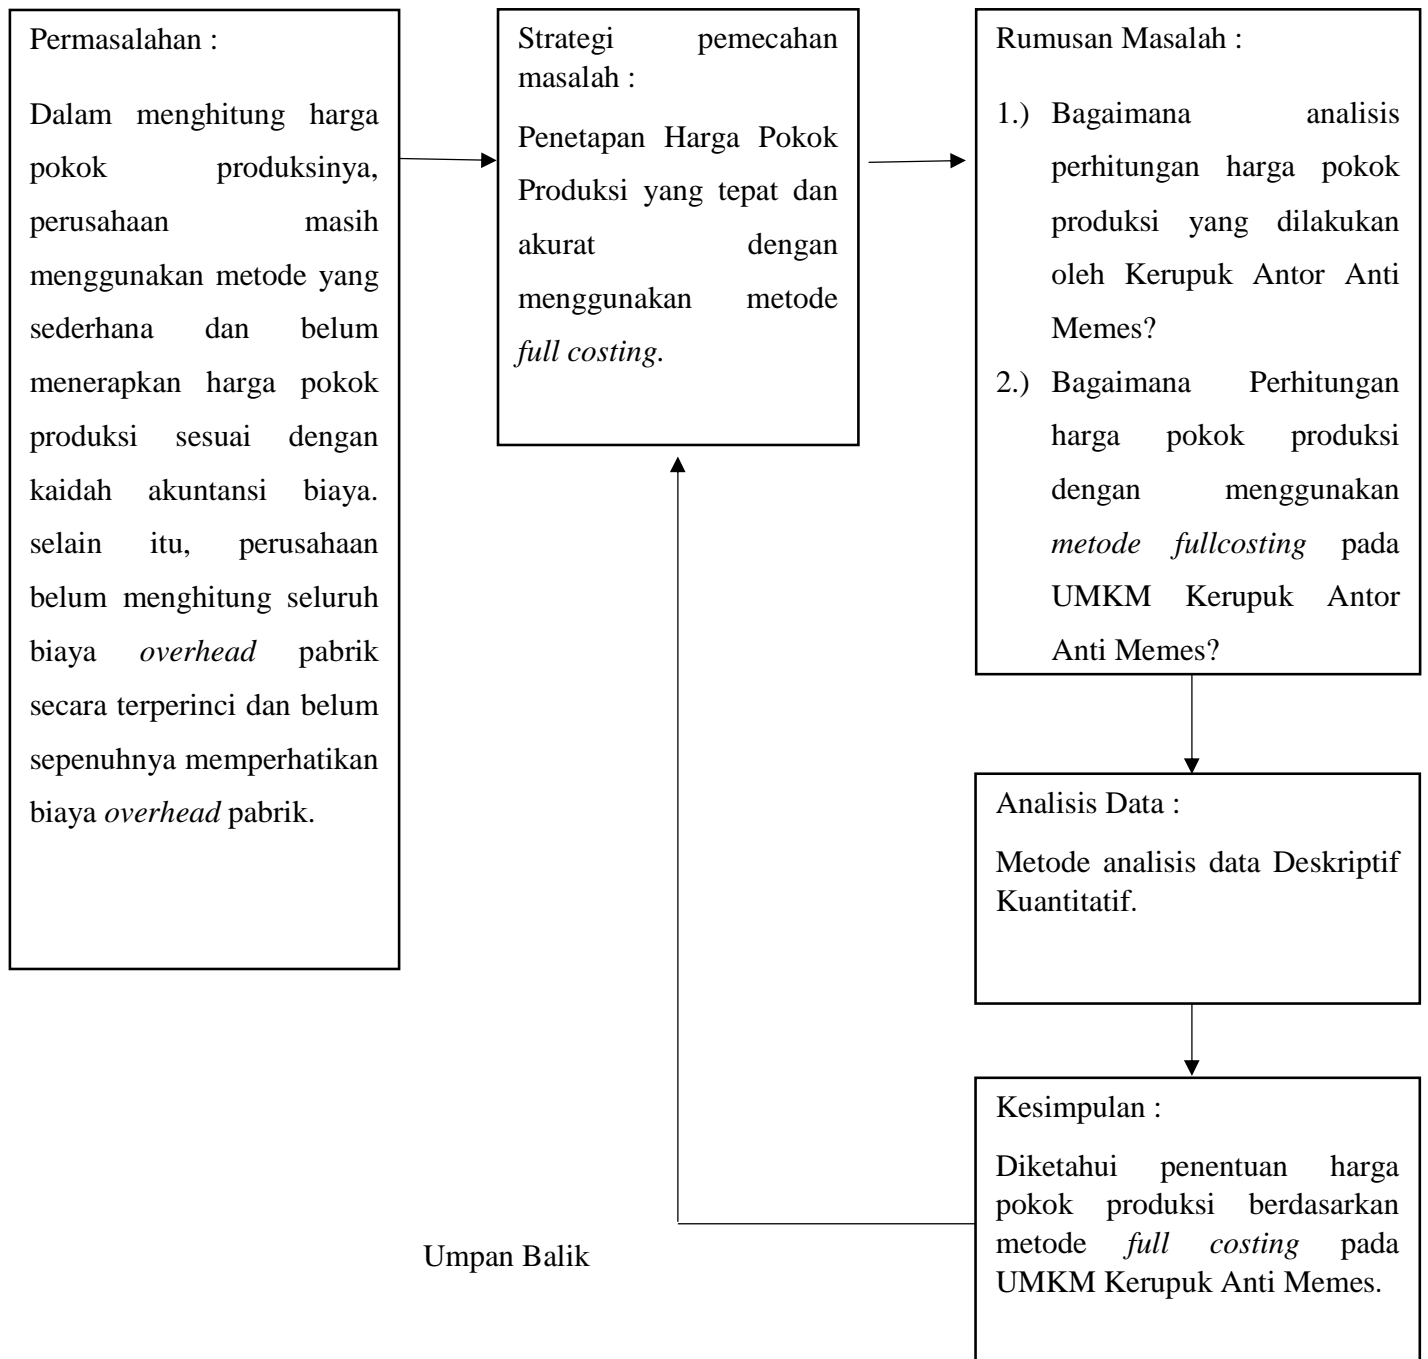 Permasalahan :
Dalam menghitung harga
pokok produksinya,
perusahaan masih
menggunakan metode yang
sederhana dan belum
menerapkan harga pokok
produksi sesuai dengan
kaidah akuntansi biaya.
selain itu, perusahaan
belum menghitung seluruh
biaya overhead pabrik
secara terperinci dan belum
sepenuhnya memperhatikan
biaya overhead pabrik.
Strategi pemecahan
masalah :
Penetapan Harga Pokok
Produksi yang tepat dan
akurat dengan
menggunakan metode
full costing.
Rumusan Masalah :
1.) Bagaimana analisis
perhitungan harga pokok
produksi yang dilakukan
oleh Kerupuk Antor Anti
Memes?
2.) Bagaimana Perhitungan
harga pokok produksi
dengan menggunakan
metode fullcosting pada
UMKM Kerupuk Antor
Anti Memes?
Analisis Data :
Metode analisis data Deskriptif
Kuantitatif.
Kesimpulan :
Diketahui penentuan harga
pokok produksi berdasarkan
metode full costing pada
UMKM Kerupuk Anti Memes.
Umpan Balik